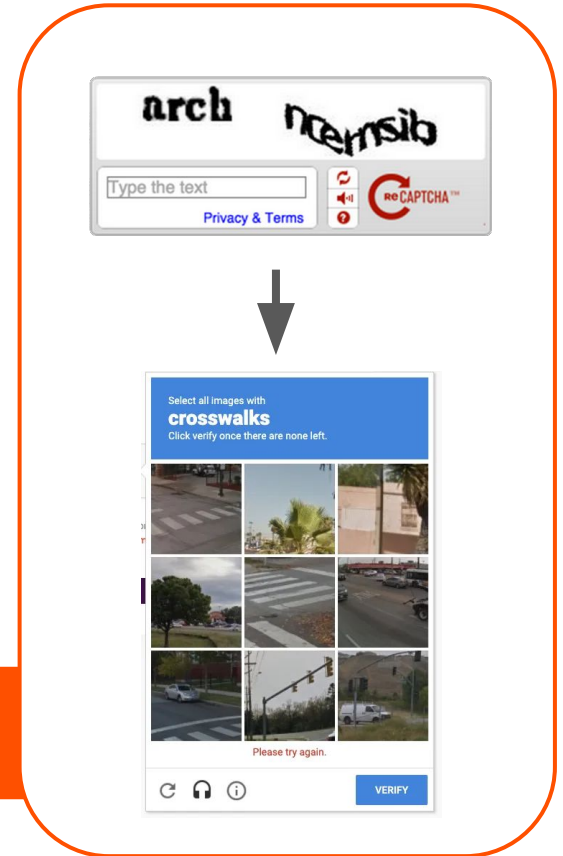 arch ncemsib
Type the text
Privacy & Terms
ReCAPTCHA™
Select all images with
crosswalks
Click verify once there are none left.
Please try again.
VERIFY